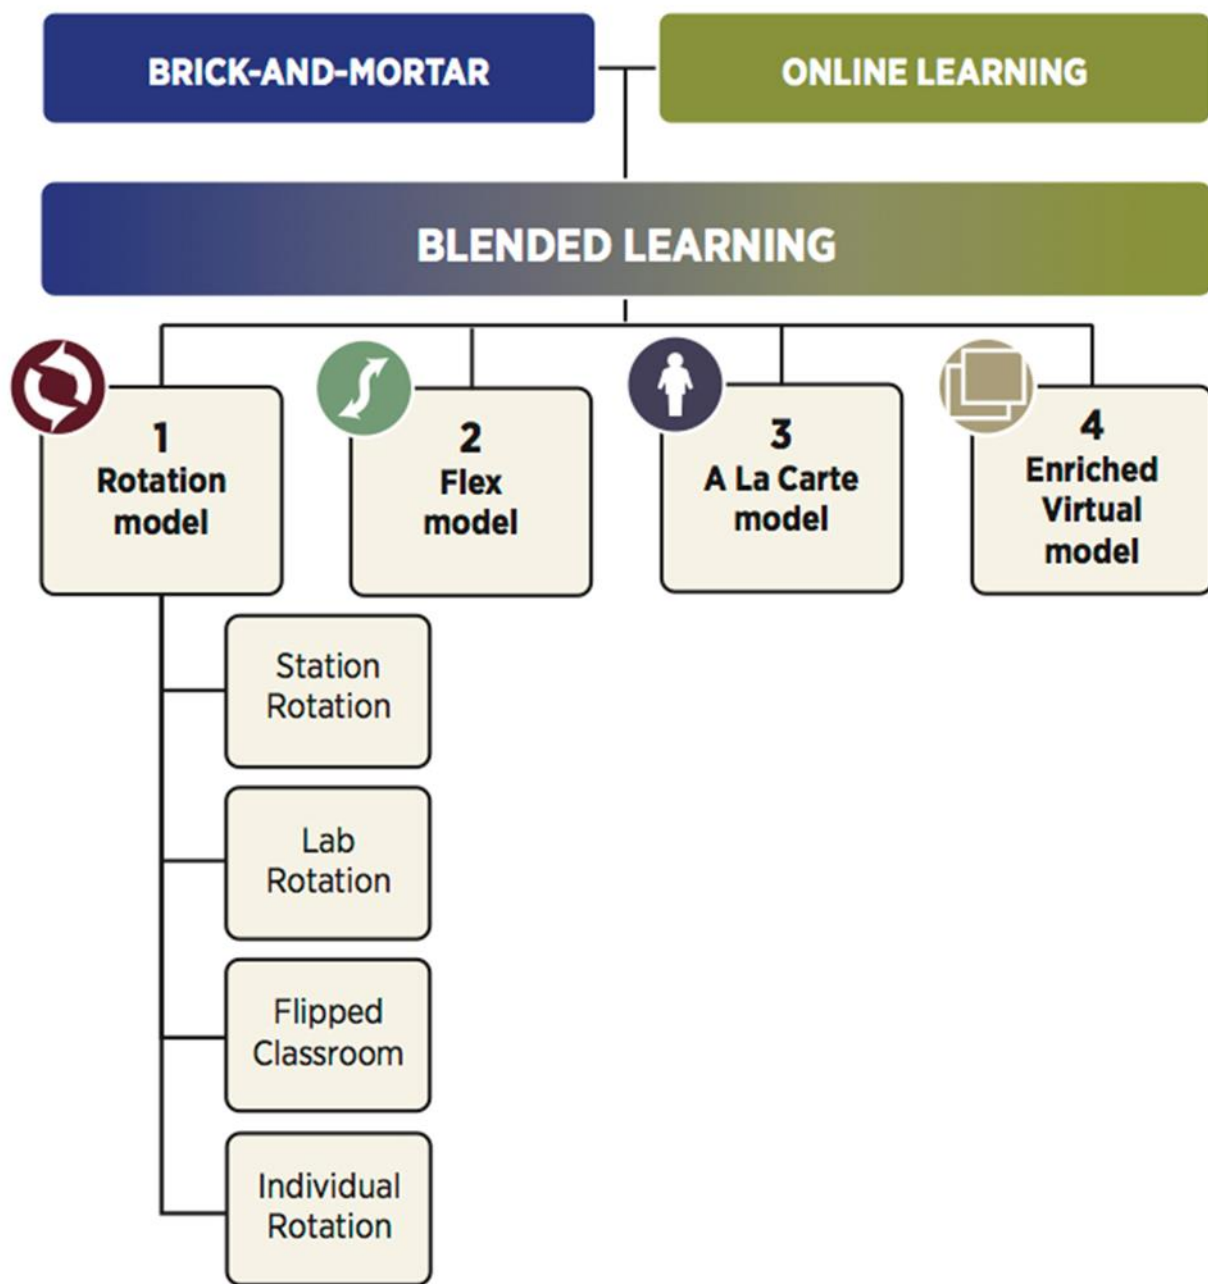 BRICK-AND-MORTAR
ONLINE LEARNING
BLENDED LEARNING
1
Rotation
model
2
Flex
model
3
A La Carte
model
4
Enriched
Virtual
model
Station
Rotation
Lab
Rotation
Flipped
Classroom
Individual
Rotation